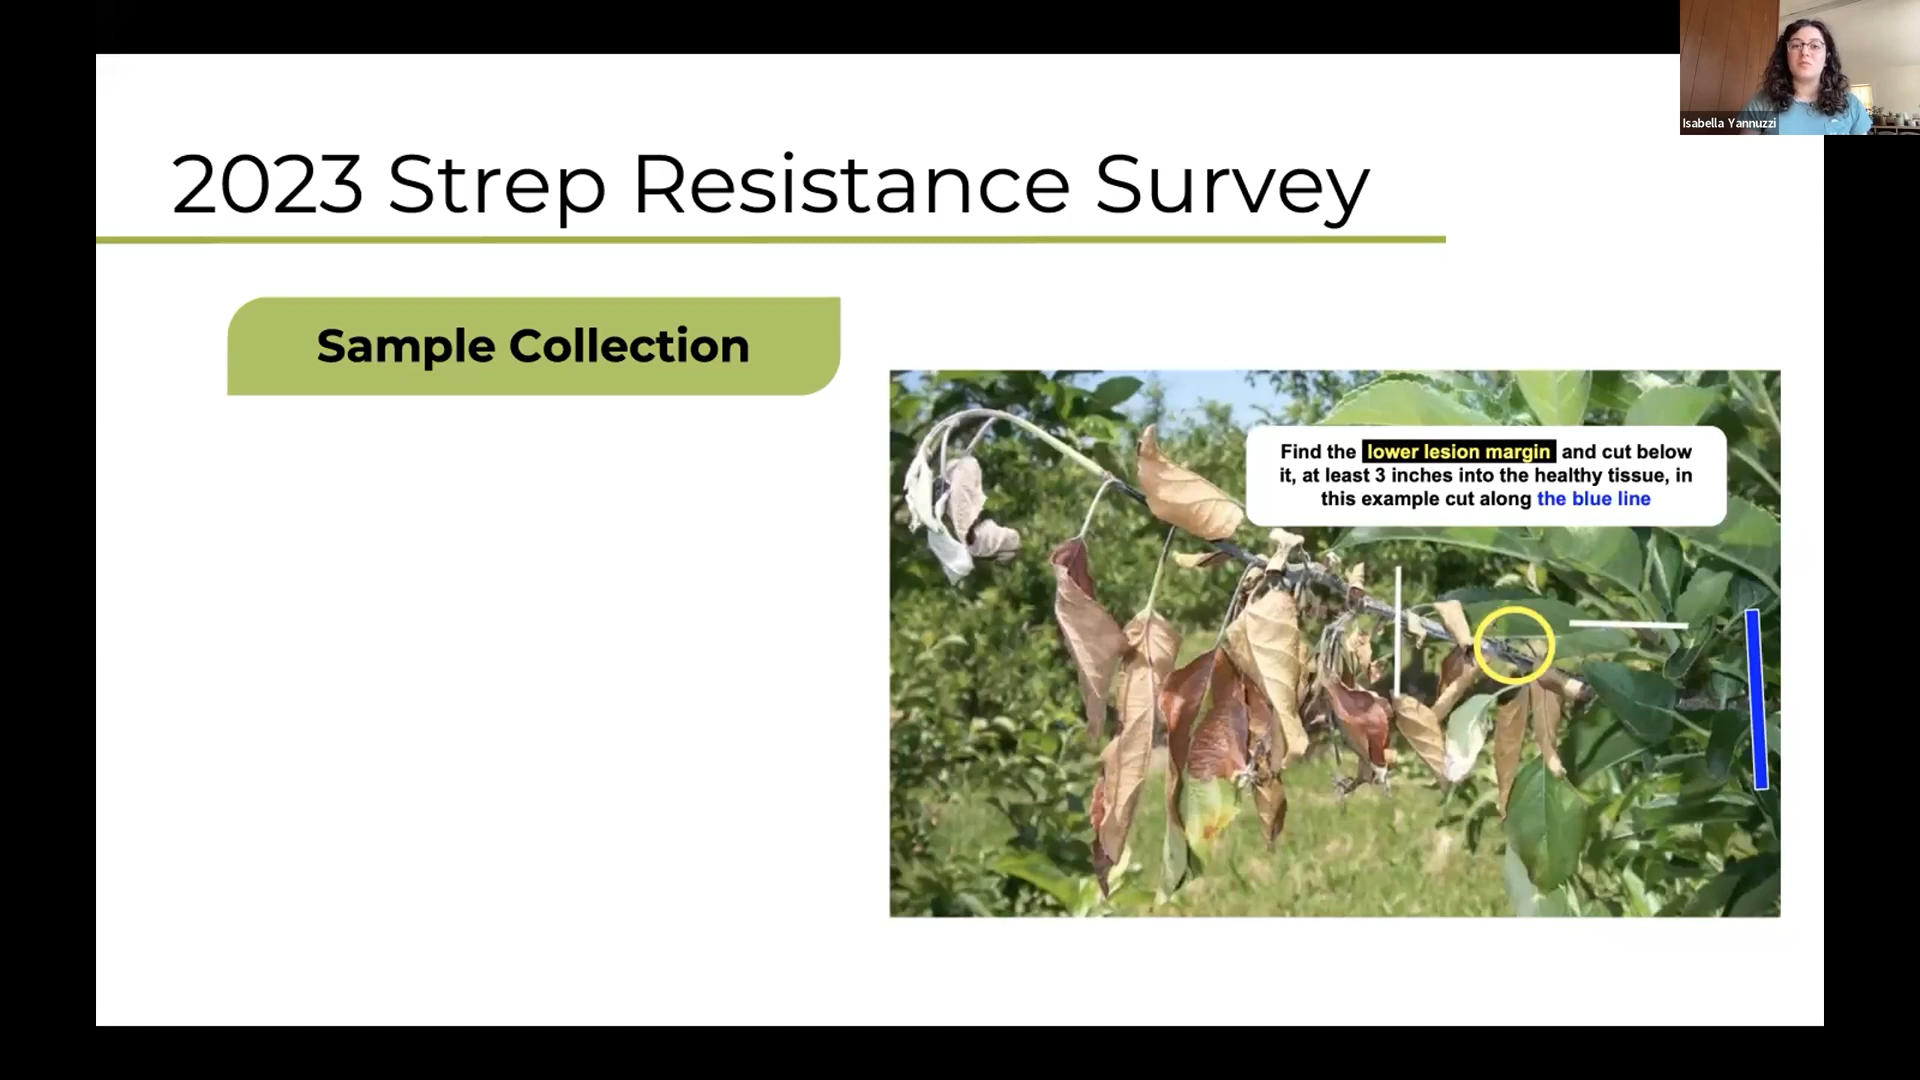 Isabella Yannuzzi
2023 Strep Resistance Survey
Sample Collection
Find the lower lesion margin and cut below
it, at least 3 inches into the healthy tissue, in
this example cut along the blue line